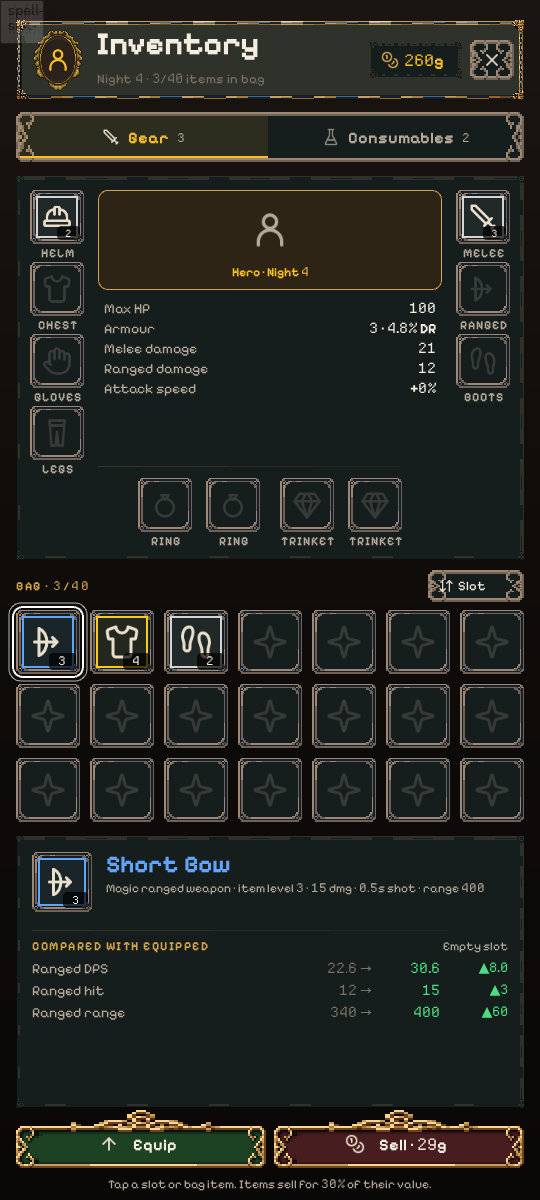 spell-
Inventory
Night 4 · 3/40 items in bag
260g
Gear 3
Consumables 2
2
HELM
CHEST
GLOVES
LEGS
Hero · Night 4
Max HP 100
Armour 3 · 4.8% DR
Melee damage 21
Ranged damage 12
Attack speed +0%
3
MELEE
RANGED
BOOTS
RING
RING
TRINKET
TRINKET
BAG · 3/40
Slot
3
4
2
3
Short Bow
Magic ranged weapon · item level 3 · 15 dmg · 0.5s shot · range 400
COMPARED WITH EQUIPPED Empty slot
Ranged DPS 22.6 → 30.6 ▲8.0
Ranged hit 12 → 15 ▲3
Ranged range 340 → 400 ▲60
Equip
Sell · 29g
Tap a slot or bag item. Items sell for 30% of their value.